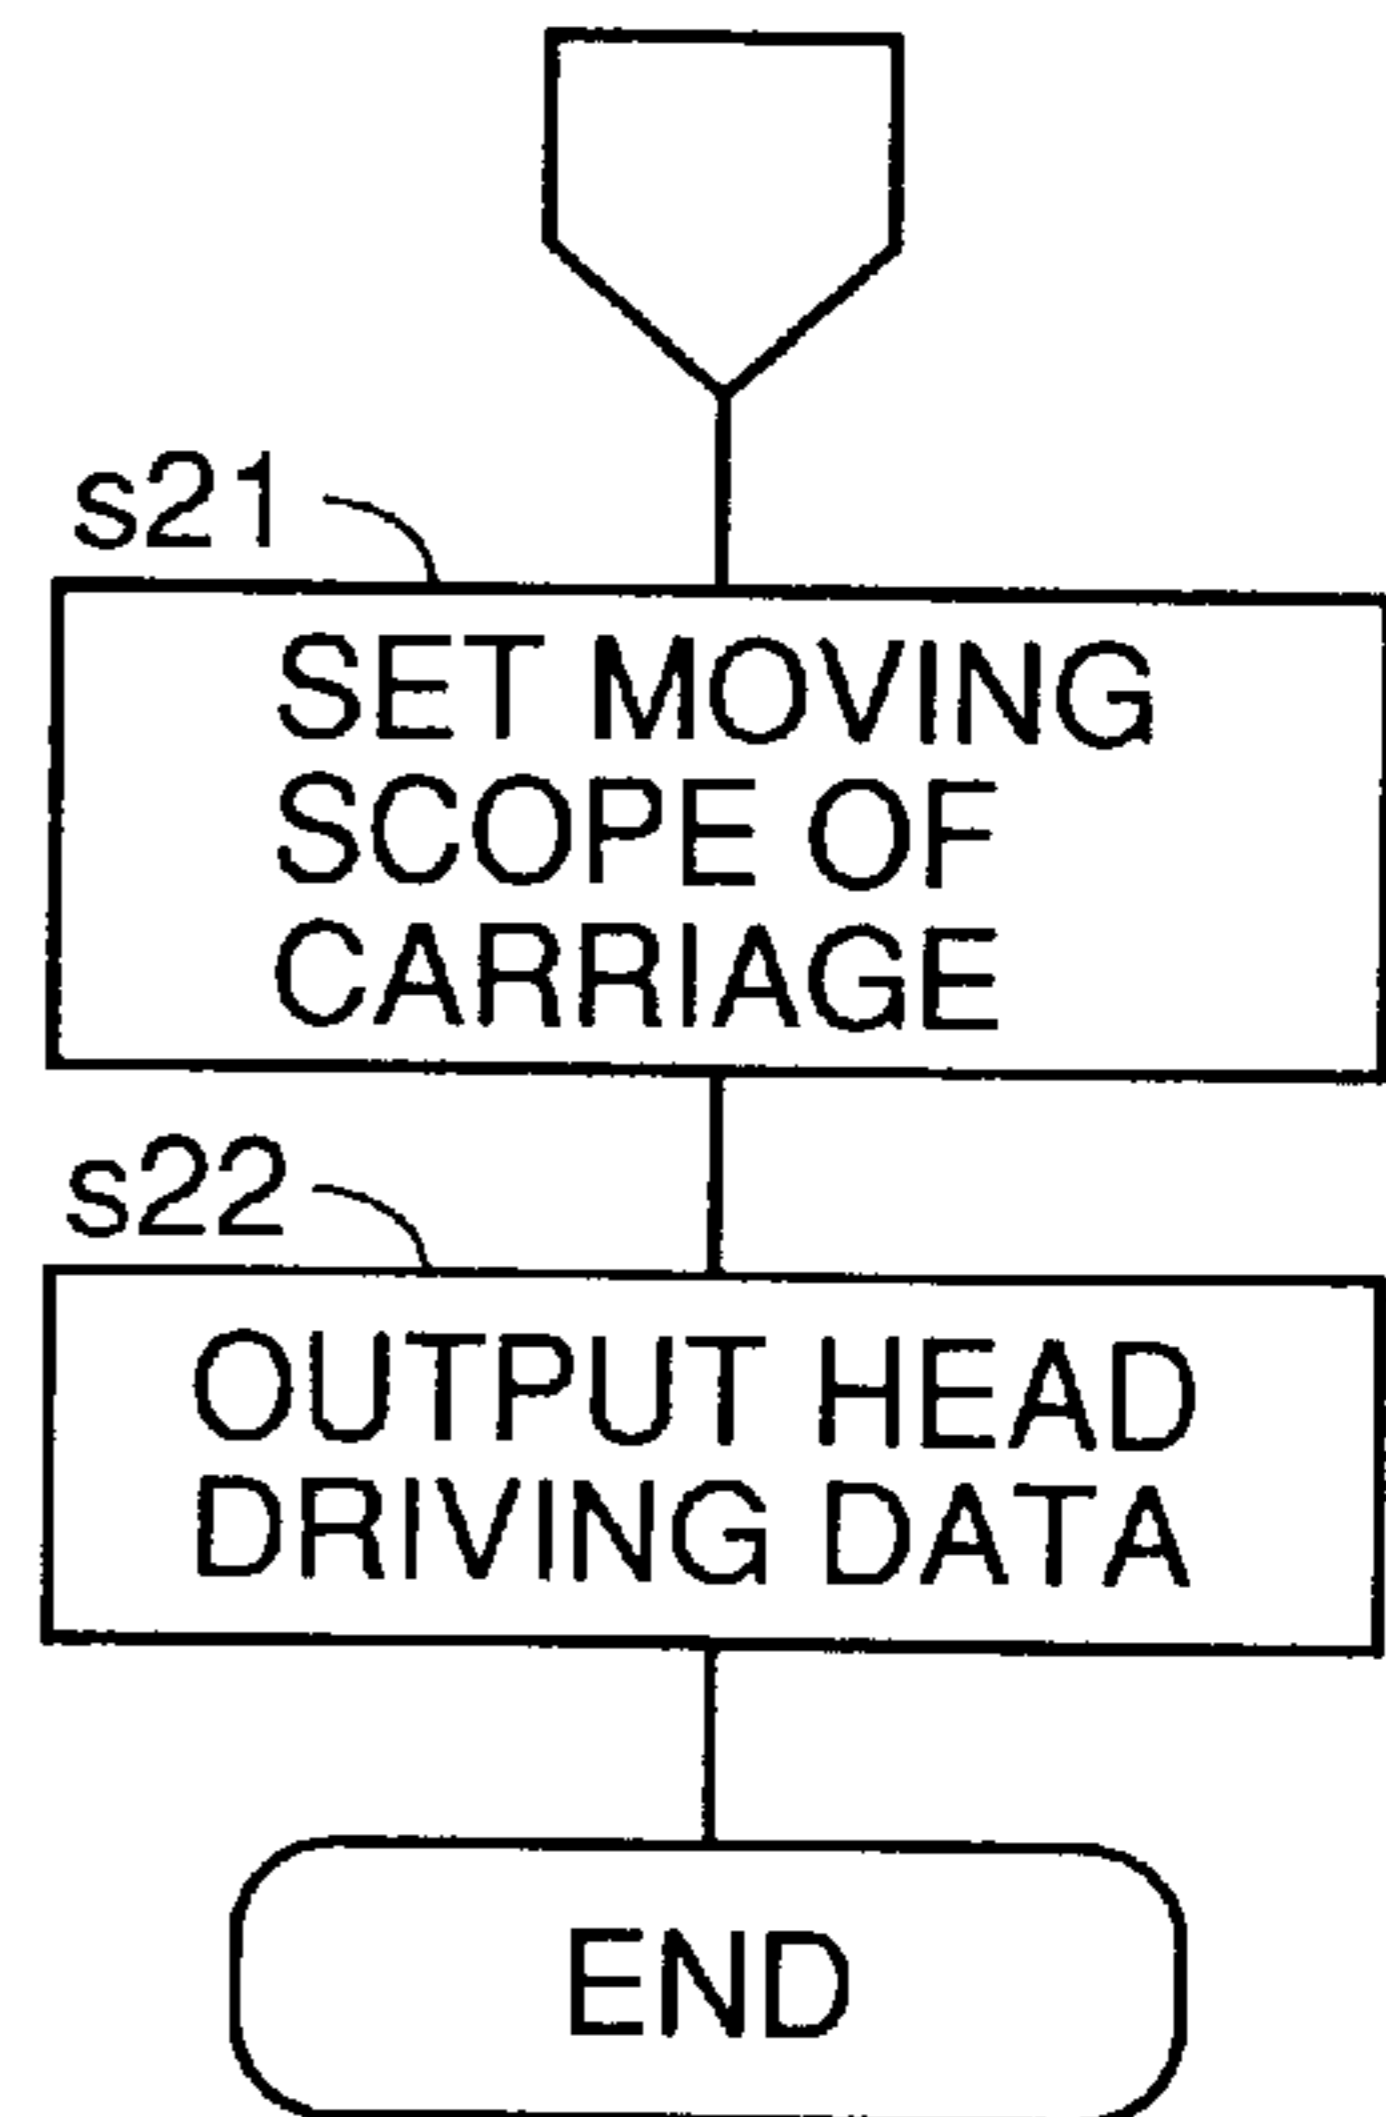 s21
SET MOVING
SCOPE OF
CARRIAGE
s22
OUTPUT HEAD
DRIVING DATA
END